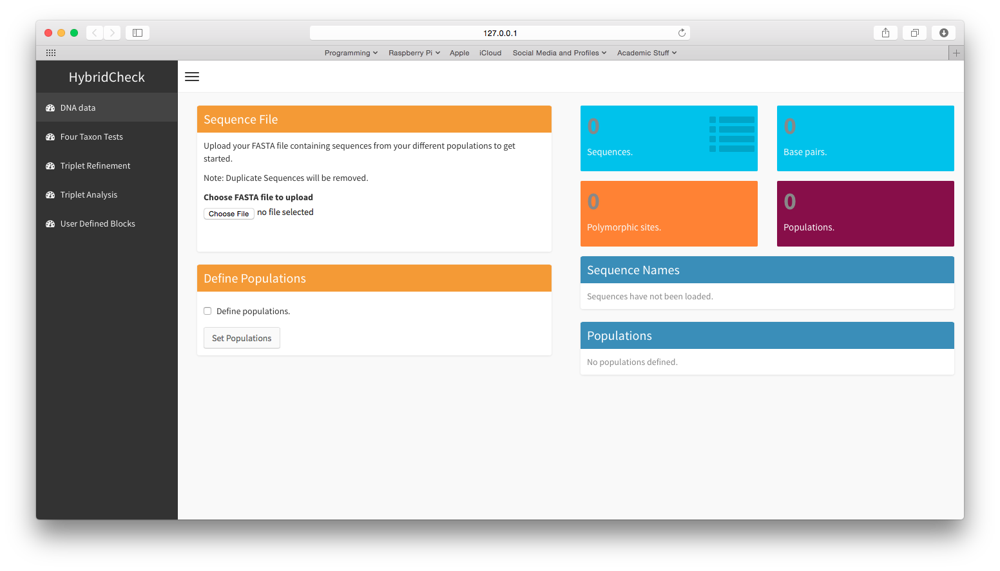 127.0.0.1
Programming Raspberry Pi Apple iCloud Social Media and Profiles Academic Stuff
HybridCheck
DNA data
Four Taxon Tests
Triplet Refinement
Triplet Analysis
User Defined Blocks
Sequence File
Upload your FASTA file containing sequences from your different populations to get
started.
Note: Duplicate Sequences will be removed.
Choose FASTA file to upload
Choose File no file selected
Define Populations
Define populations.
Set Populations
0
Sequences.
0
Base pairs.
0
Polymorphic sites.
0
Populations.
Sequence Names
Sequences have not been loaded.
Populations
No populations defined.